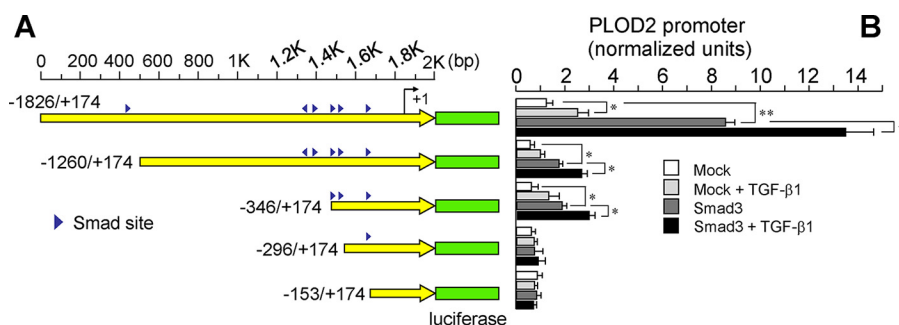 A
B
PLOD2 promoter
(normalized units)
0 200 400 600 800 1K 1.2K 1.4K 1.6K 1.8K 2K (bp)
0 2 4 6 8 10 12 14
-1826/+174
+1
*
**
-1260/+174
*
*
Mock
Mock + TGF-β1
Smad3
Smad3 + TGF-β1
-346/+174
*
*
Smad site
-296/+174
-153/+174
luciferase